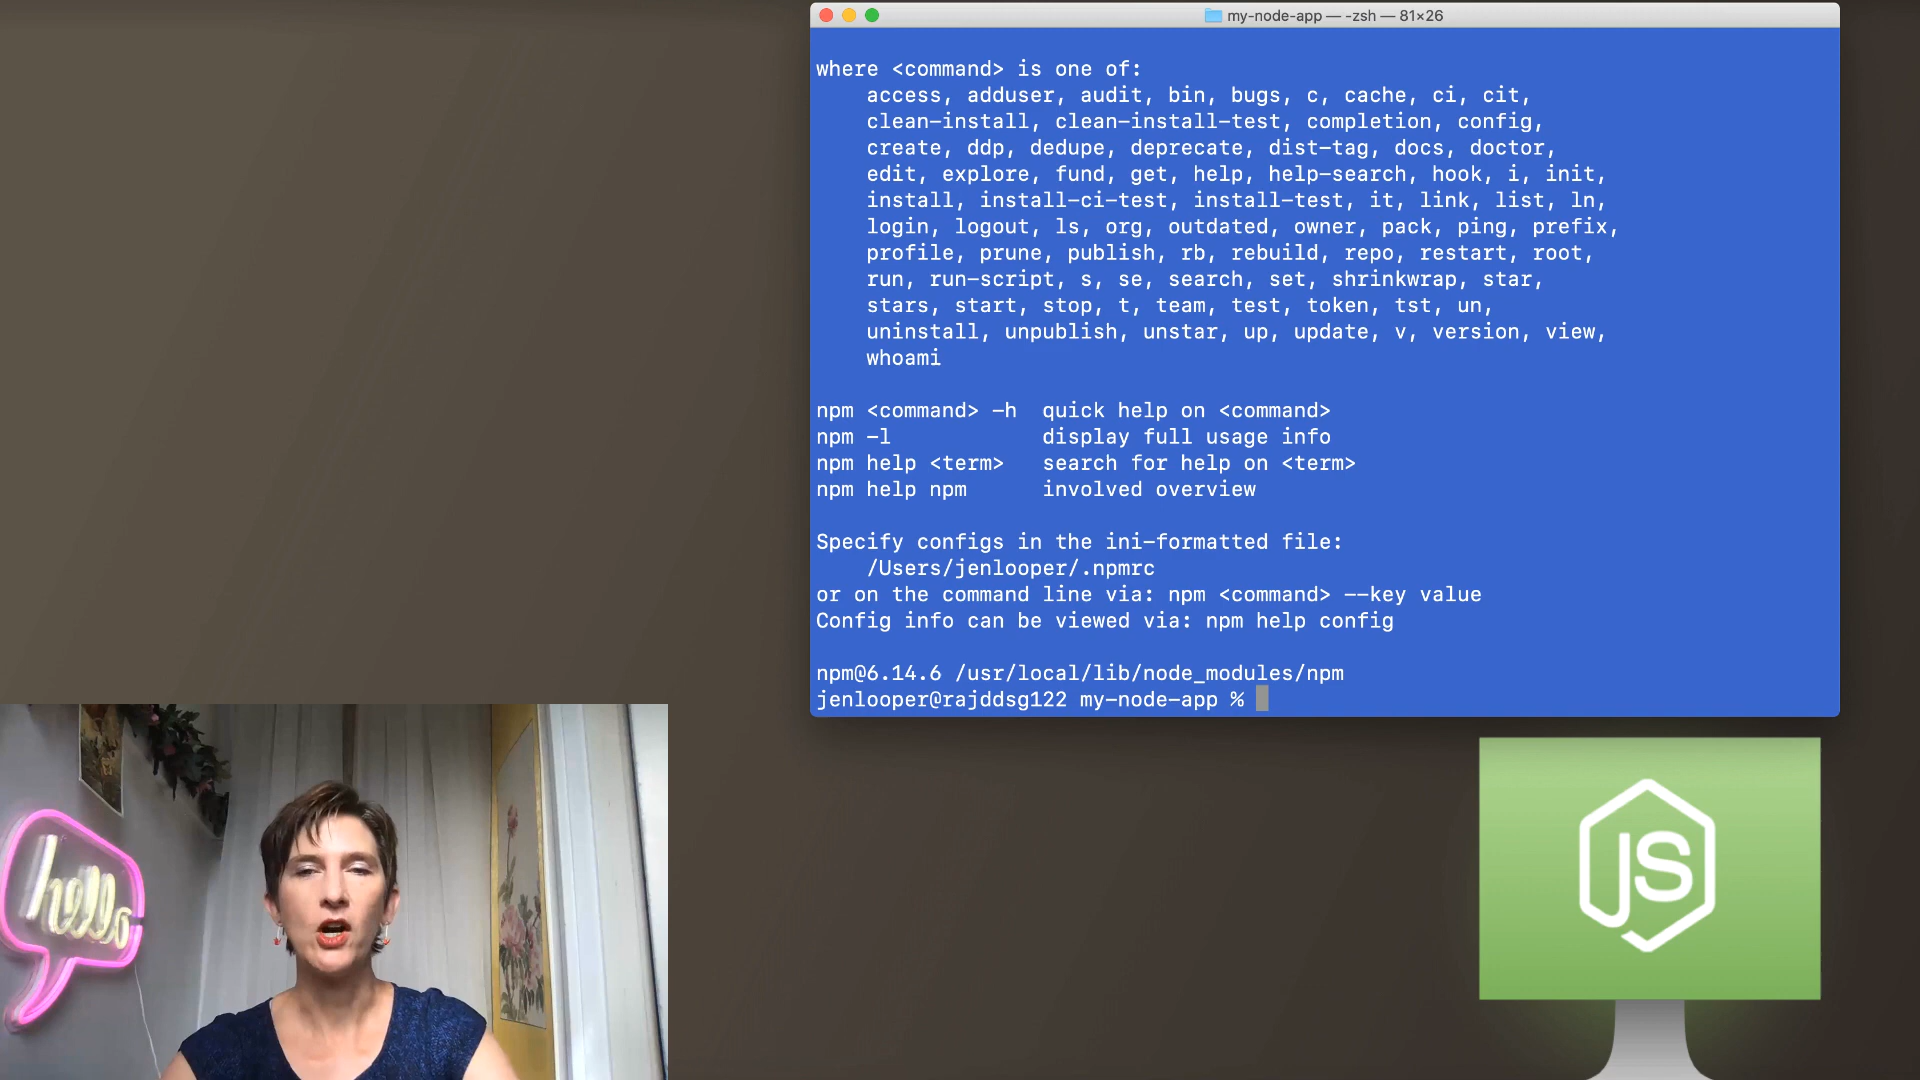 my-node-app — -zsh — 81×26
where <command> is one of:
access, adduser, audit, bin, bugs, c, cache, ci, cit,
clean-install, clean-install-test, completion, config,
create, ddp, dedupe, deprecate, dist-tag, docs, doctor,
edit, explore, fund, get, help, help-search, hook, i, init,
install, install-ci-test, install-test, it, link, list, ln,
login, logout, ls, org, outdated, owner, pack, ping, prefix,
profile, prune, publish, rb, rebuild, repo, restart, root,
run, run-script, s, se, search, set, shrinkwrap, star,
stars, start, stop, t, team, test, token, tst, un,
uninstall, unpublish, unstar, up, update, v, version, view,
whoami
npm <command> -h  quick help on <command>
npm -l            display full usage info
npm help <term>   search for help on <term>
npm help npm      involved overview
Specify configs in the ini-formatted file:
/Users/jenlooper/.npmrc
or on the command line via: npm <command> --key value
Config info can be viewed via: npm help config
npm@6.14.6 /usr/local/lib/node_modules/npm
jenlooper@rajddsg122 my-node-app %
hello
JS